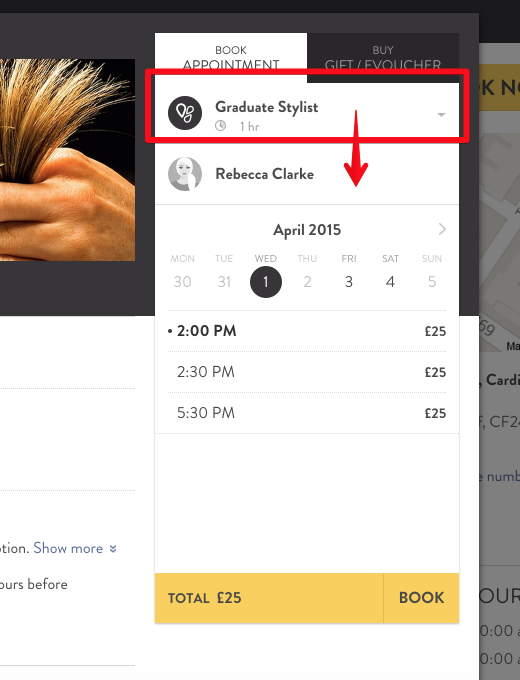 BOOK
APPOINTMENT
BUY
GIFT / EVOUCHER
K NO
Graduate Stylist
1 hr
Rebecca Clarke
April 2015
MON TUE WED THU FRI SAT SUN
30 31 1 2 3 4 5
• 2:00 PM £25
2:30 PM £25
5:30 PM £25
Ma
, Cardi
f, CF24
e numb
tion. Show more
ours before
TOTAL £25
BOOK
OUR
0:00 a
0:00 a